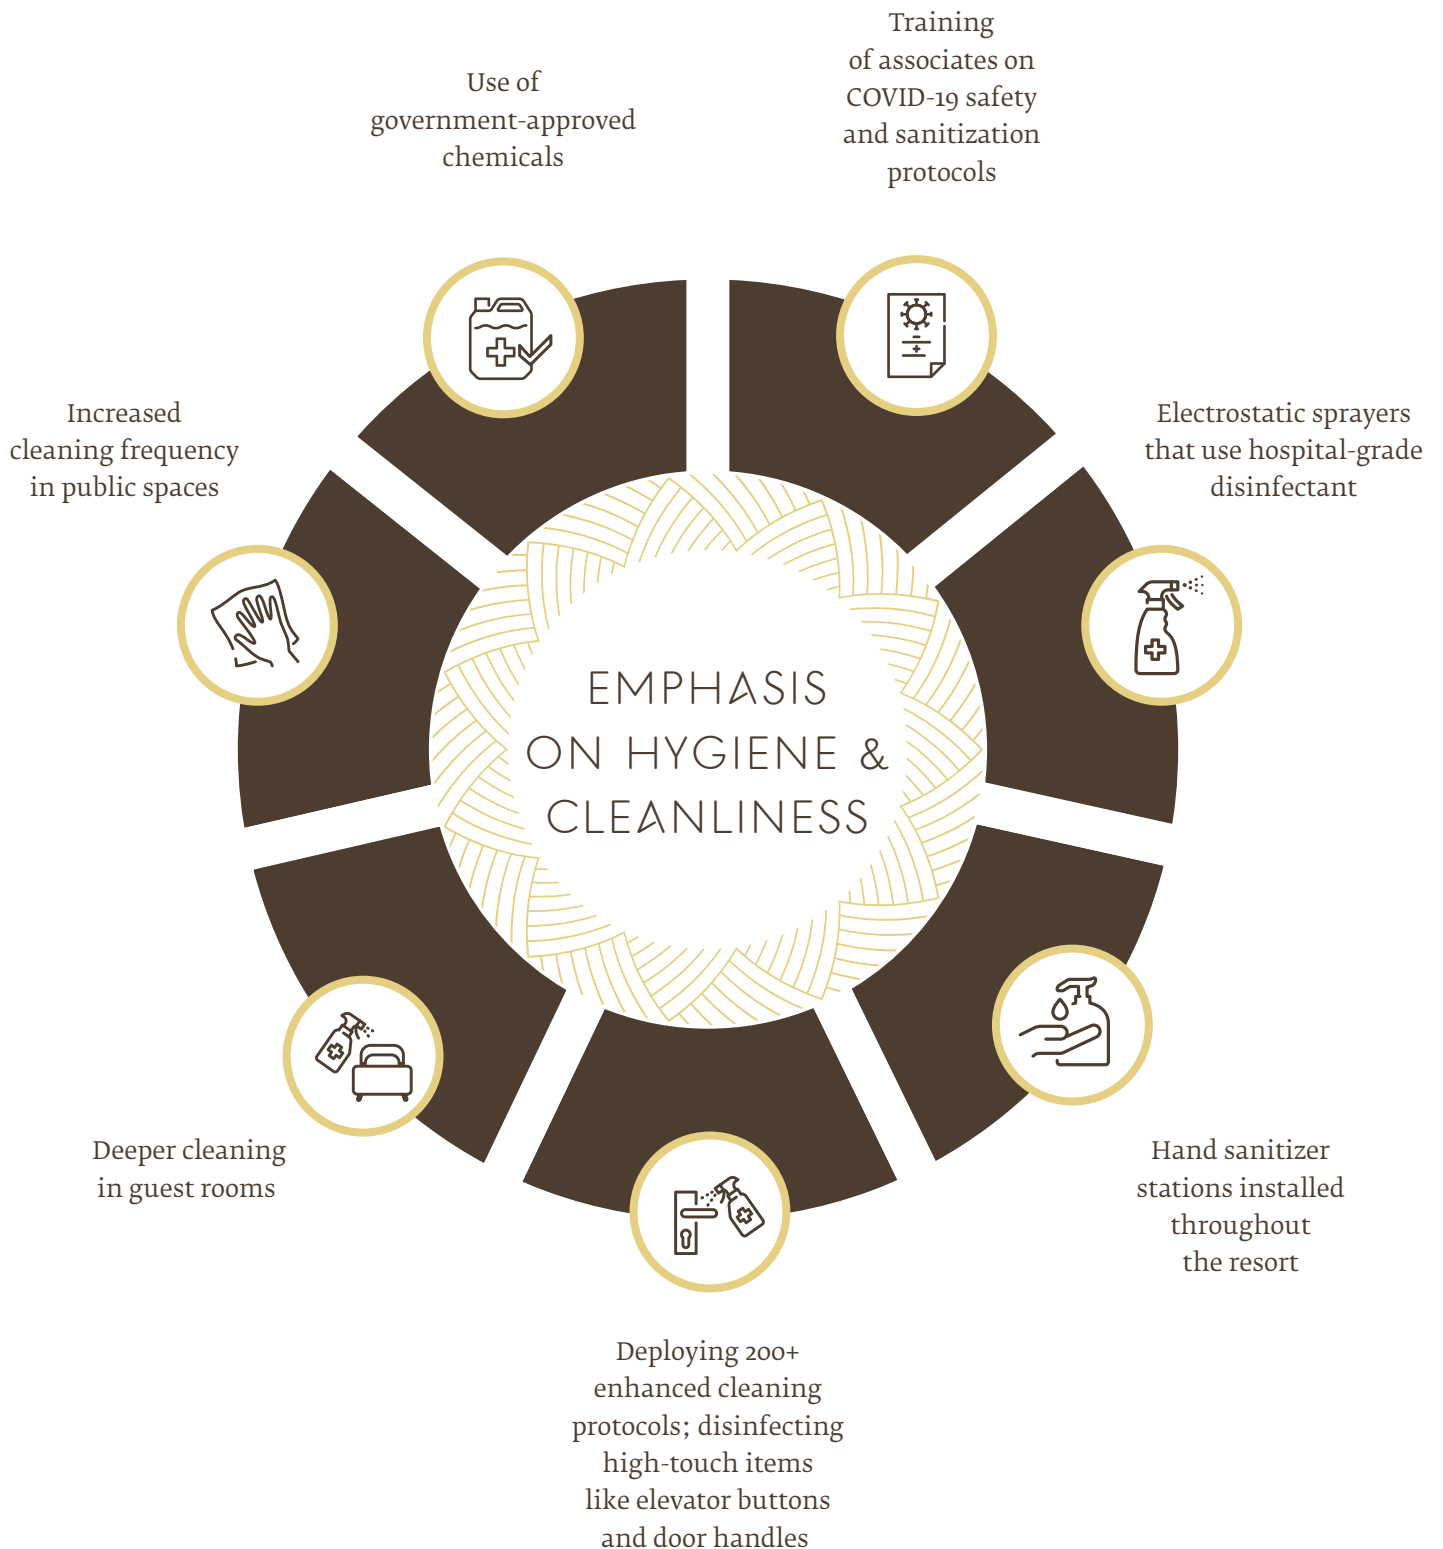 Training
of associates on
COVID-19 safety
and sanitization
protocols
Use of
government-approved
chemicals
Increased
cleaning frequency
in public spaces
Electrostatic sprayers
that use hospital-grade
disinfectant
EMPHASIS
ON HYGIENE &
CLEANLINESS
Deeper cleaning
in guest rooms
Hand sanitizer
stations installed
throughout
the resort
Deploying 200+
enhanced cleaning
protocols; disinfecting
high-touch items
like elevator buttons
and door handles